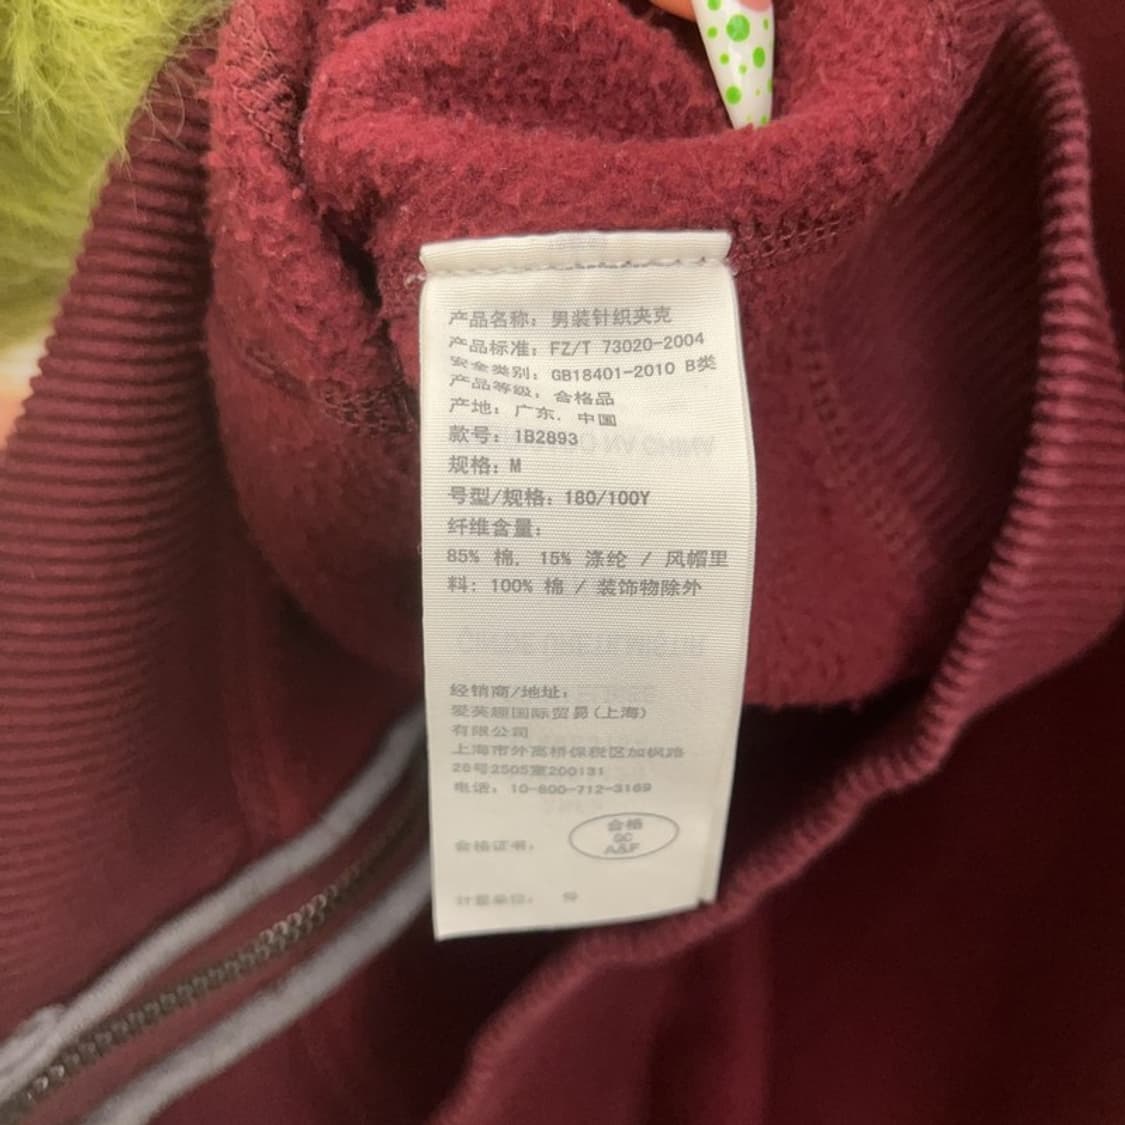 产品名称: 男装针织夹克
产品标准: FZ/T 73020-2004
安全类别: GB18401-2010 B类
产品等级: 合格品
产地: 广东. 中国
款号: 1B2893
规格: M
号型/规格: 180/100Y
纤维含量:
85% 棉, 15% 涤纶 / 风帽里
料: 100% 棉 / 装饰物除外
经销商/地址:
爱芙趣国际贸易(上海)
有限公司
上海市外高桥保税区加枫路
26号2505室200131
电话: 10-800-712-3169
合格
QC
A&F
合格证书:
计量单位: 件